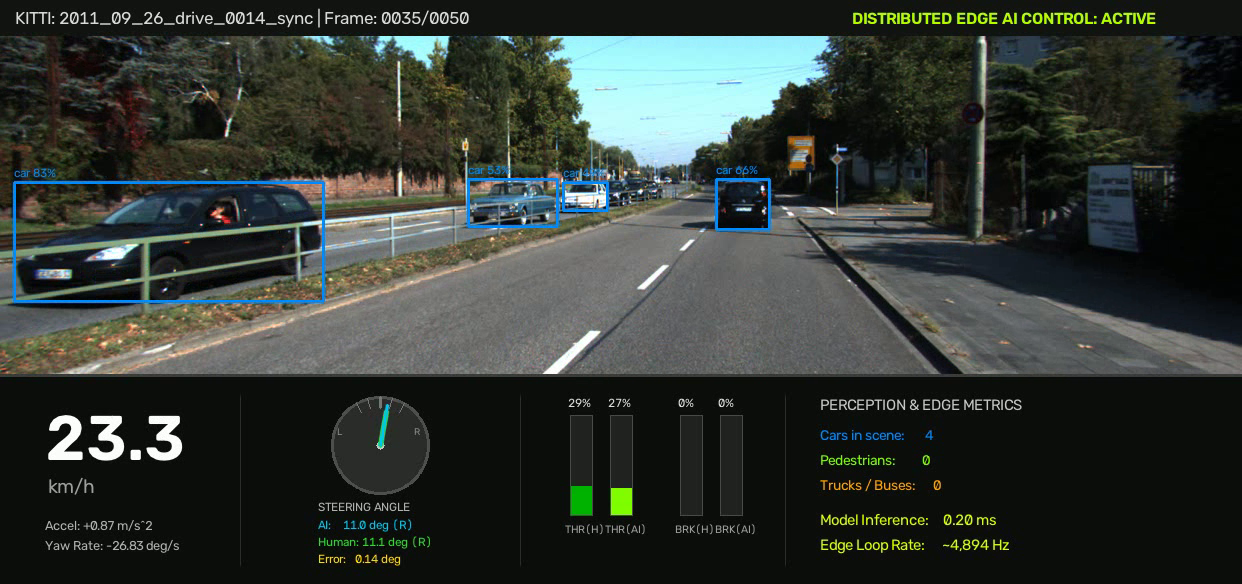 KITTI: 2011_09_26_drive_0014_sync | Frame: 0035/0050
DISTRIBUTED EDGE AI CONTROL: ACTIVE
car 83%
car 53%
car
car 66%
23.3
km/h
Accel: +0.87 m/s^2
Yaw Rate: -26.83 deg/s
L
R
STEERING ANGLE
AI: 11.0 deg (R)
Human: 11.1 deg (R)
Error: 0.14 deg
29% 27% 0% 0%
THR(H) THR(AI) BRK(H) BRK(AI)
PERCEPTION & EDGE METRICS
Cars in scene: 4
Pedestrians: 0
Trucks / Buses: 0
Model Inference: 0.20 ms
Edge Loop Rate: ~4,894 Hz